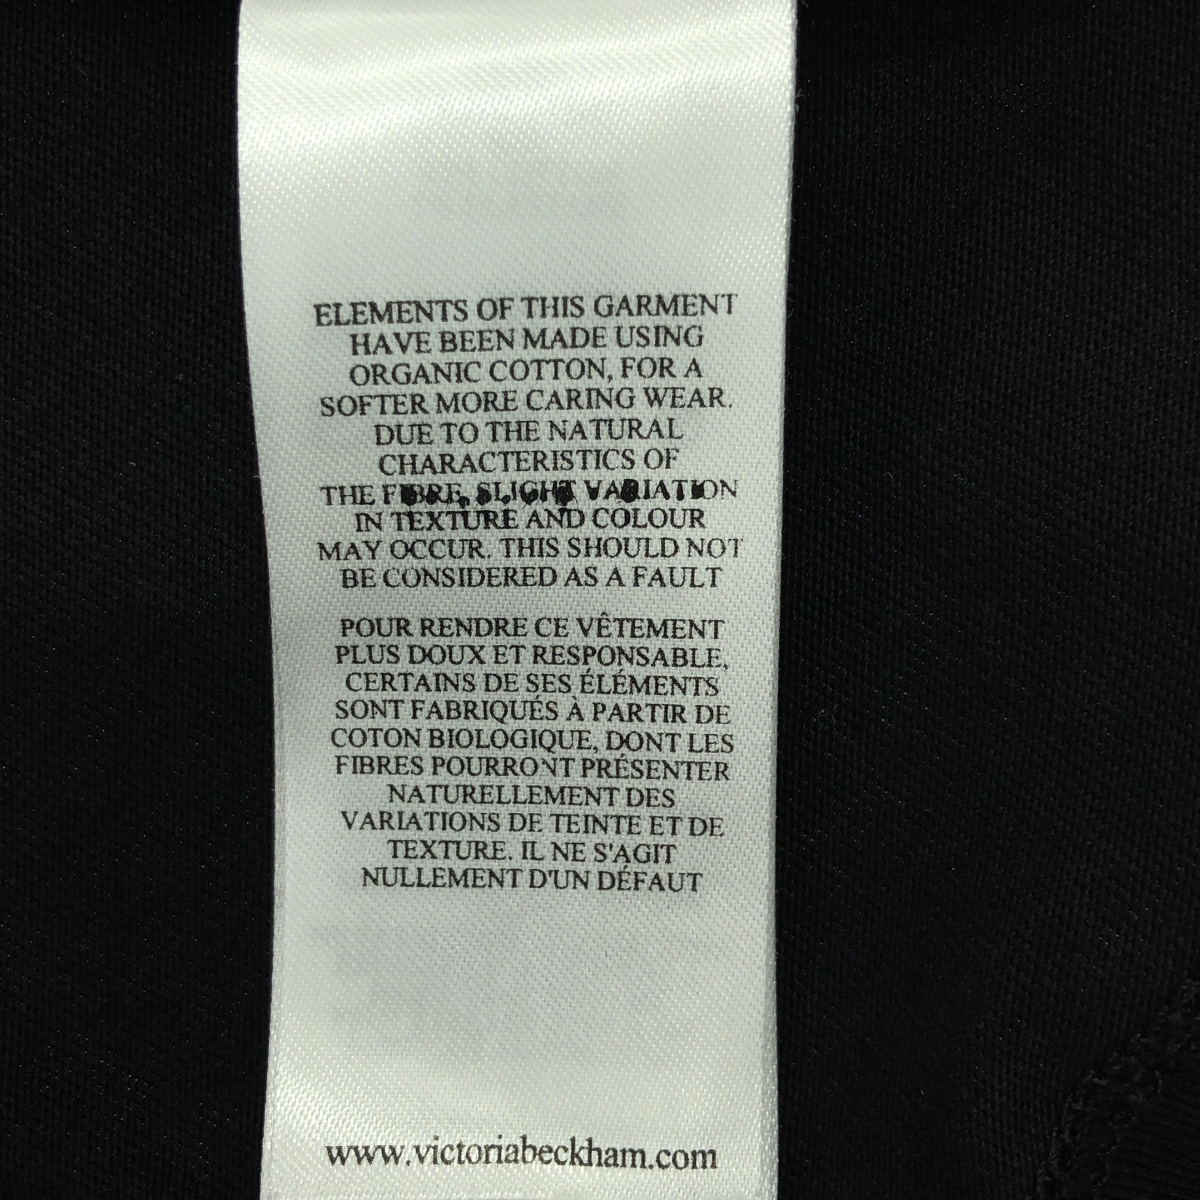 ELEMENTS OF THIS GARMENT
HAVE BEEN MADE USING
ORGANIC COTTON, FOR A
SOFTER MORE CARING WEAR.
DUE TO THE NATURAL
CHARACTERISTICS OF
THE FIBRE, SLIGHT VARIATION
IN TEXTURE AND COLOUR
MAY OCCUR. THIS SHOULD NOT
BE CONSIDERED AS A FAULT
POUR RENDRE CE VÊTEMENT
PLUS DOUX ET RESPONSABLE,
CERTAINS DE SES ÉLÉMENTS
SONT FABRIQUÉS À PARTIR DE
COTON BIOLOGIQUE, DONT LES
FIBRES POURRONT PRÉSENTER
NATURELLEMENT DES
VARIATIONS DE TEINTE ET DE
TEXTURE. IL NE S'AGIT
NULLEMENT D'UN DÉFAUT
www.victoriabeckham.com